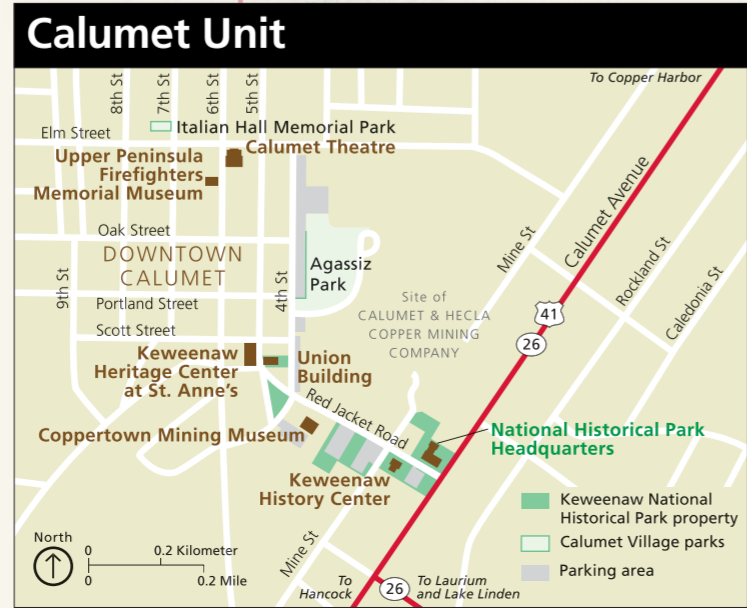 Calumet Unit
To Copper Harbor
8th St
7th St
6th St
5th St
Elm Street
Italian Hall Memorial Park
Calumet Theatre
Upper Peninsula
Firefighters
Memorial Museum
Calumet Avenue
Mine St
Rockland St
Caledonia St
Oak Street
DOWNTOWN
CALUMET
9th St
4th St
Agassiz
Park
Portland Street
Scott Street
Site of
CALUMET & HECLA
COPPER MINING
COMPANY
41
26
Keweenaw
Heritage Center
at St. Anne's
Union
Building
Red Jacket Road
Coppertown Mining Museum
National Historical Park
Headquarters
Keweenaw
History Center
Keweenaw National
Historical Park property
Calumet Village parks
Parking area
North
0
0.2 Kilometer
0
0.2 Mile
Mine St
To
Hancock
26
To Laurium
and Lake Linden